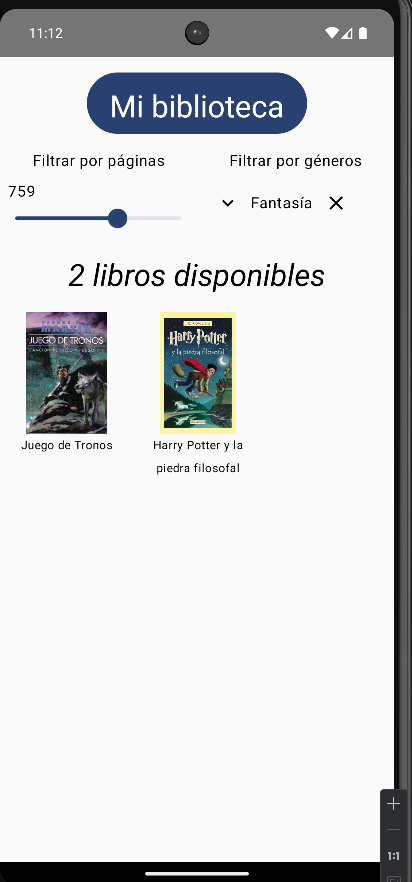 11:12
Mi biblioteca
Filtrar por páginas
Filtrar por géneros
759
Fantasía
2 libros disponibles
MARTIN
JUEGO DE TRONOS
Harry Potter
y la piedra filosofal
Juego de Tronos
Harry Potter y la
piedra filosofal
1:1